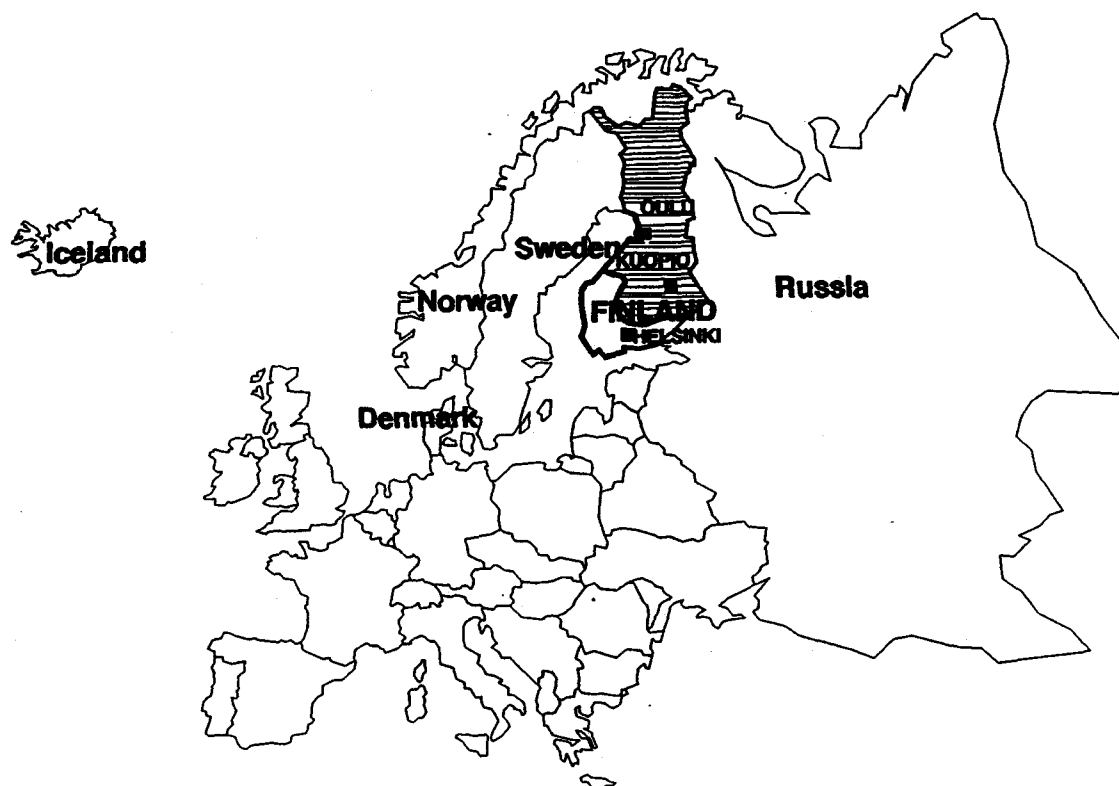 OULU
Iceland
Sweden
KUOPIO
Russia
Norway
FINLAND
HELSINKI
Denmark